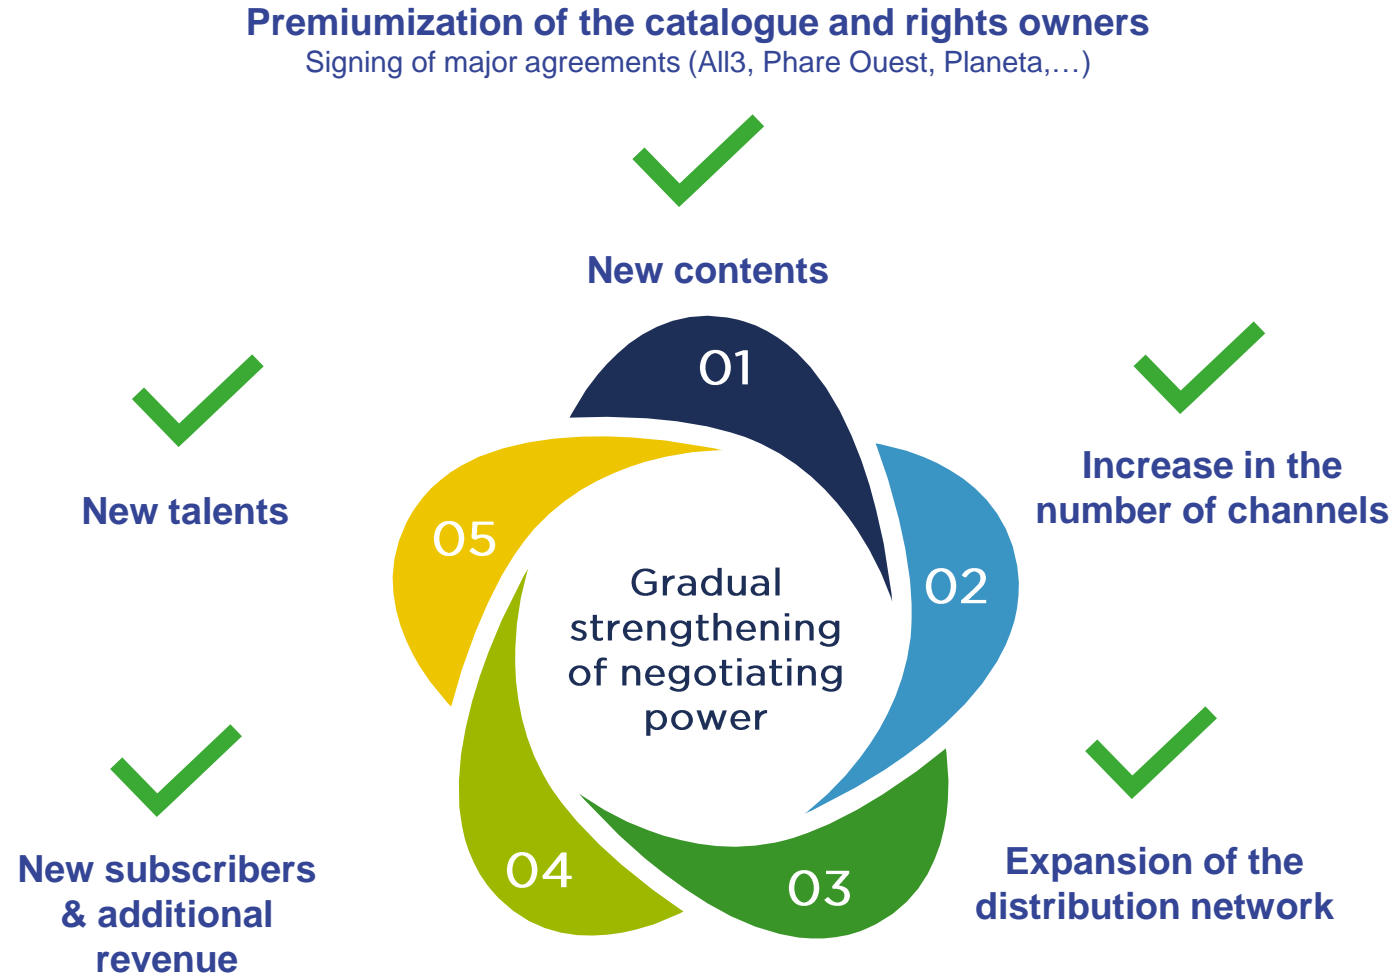 Premiumization of the catalogue and rights owners
Signing of major agreements (All3, Phare Ouest, Planeta,…)
New contents
01
Increase in the
number of channels
02
Expansion of the
distribution network
03
New subscribers
& additional
revenue
04
New talents
05
Gradual
strengthening
of negotiating
power